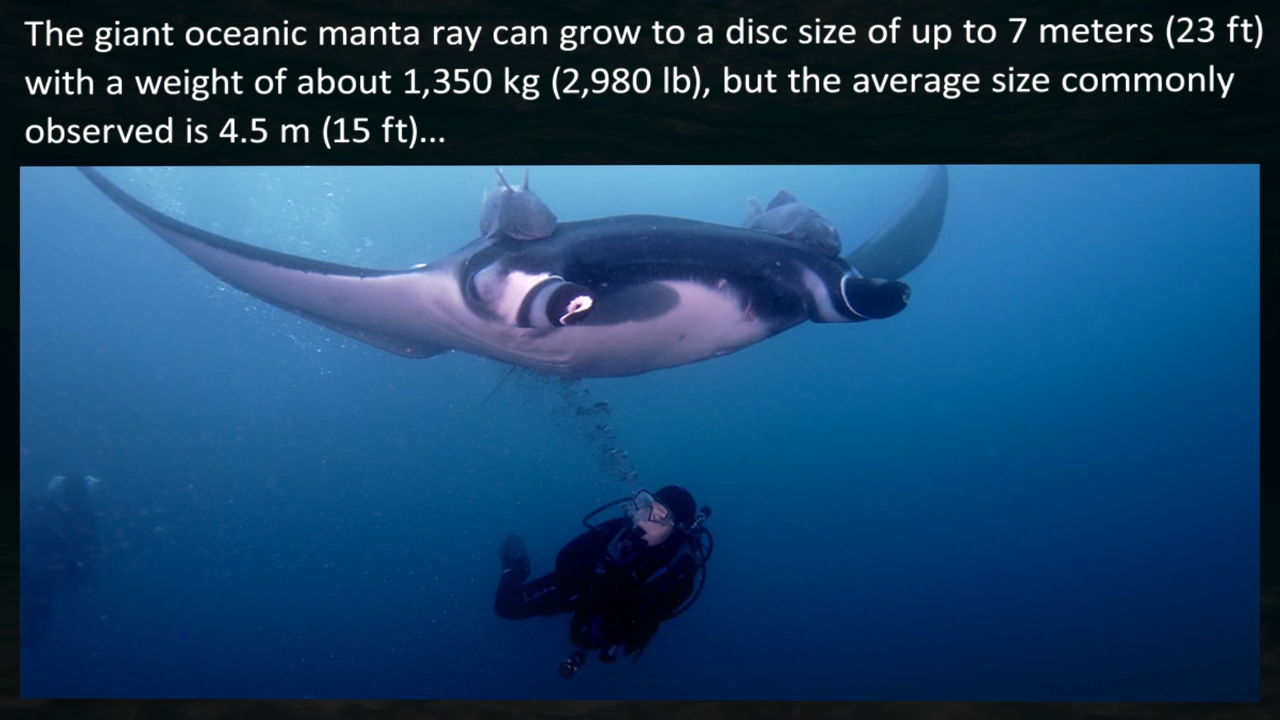 The giant oceanic manta ray can grow to a disc size of up to 7 meters (23 ft)
with a weight of about 1,350 kg (2,980 lb), but the average size commonly
observed is 4.5 m (15 ft)...